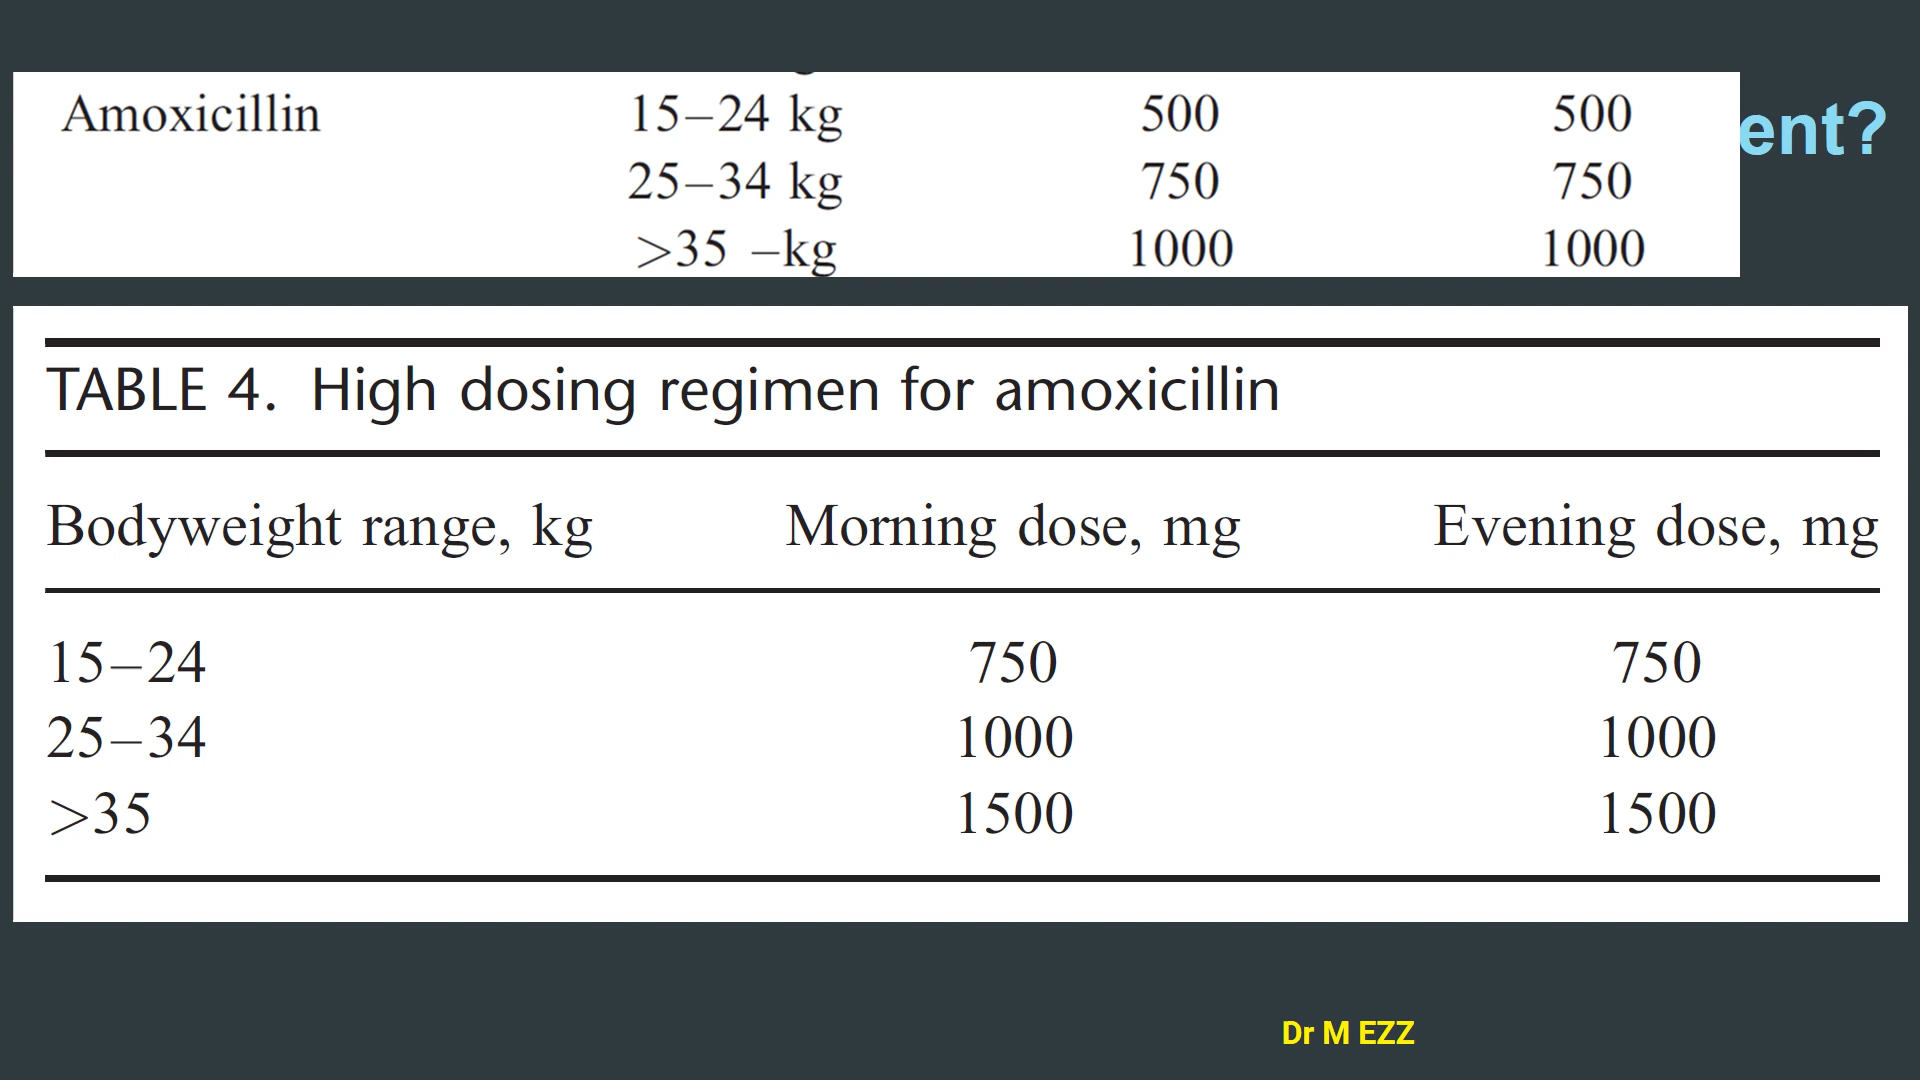 Amoxicillin 15–24 kg 500 500
ent?
25–34 kg 750 750
>35 –kg 1000 1000
TABLE 4. High dosing regimen for amoxicillin
Bodyweight range, kg Morning dose, mg Evening dose, mg
15–24 750 750
25–34 1000 1000
>35 1500 1500
Dr M EZZ